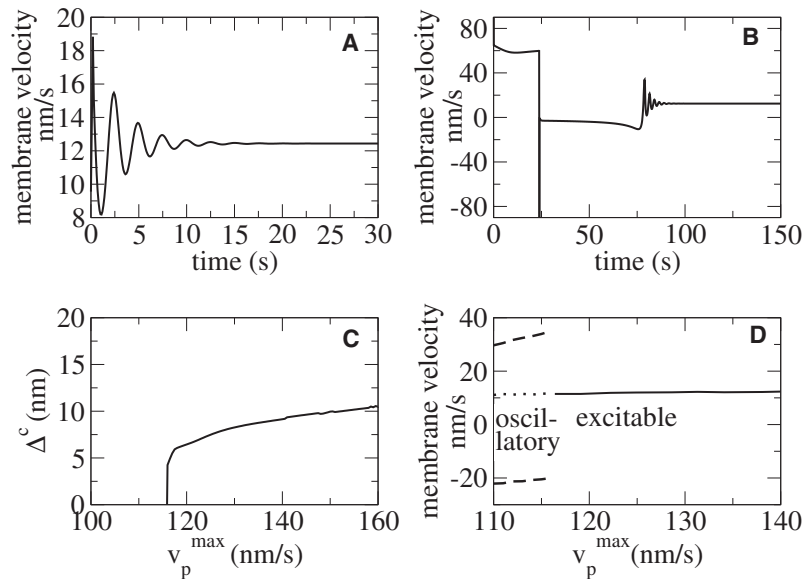 A
membrane velocity
nm/s
20
18
16
14
12
10
8
0
5
10
15
20
25
30
time (s)
B
membrane velocity
nm/s
80
40
0
-40
-80
0
50
100
150
time (s)
C
Δc (nm)
20
15
10
5
0
100
120
140
160
vpmax (nm/s)
D
membrane velocity
nm/s
40
20
0
-20
oscil-
latory
excitable
110
120
130
140
vpmax (nm/s)